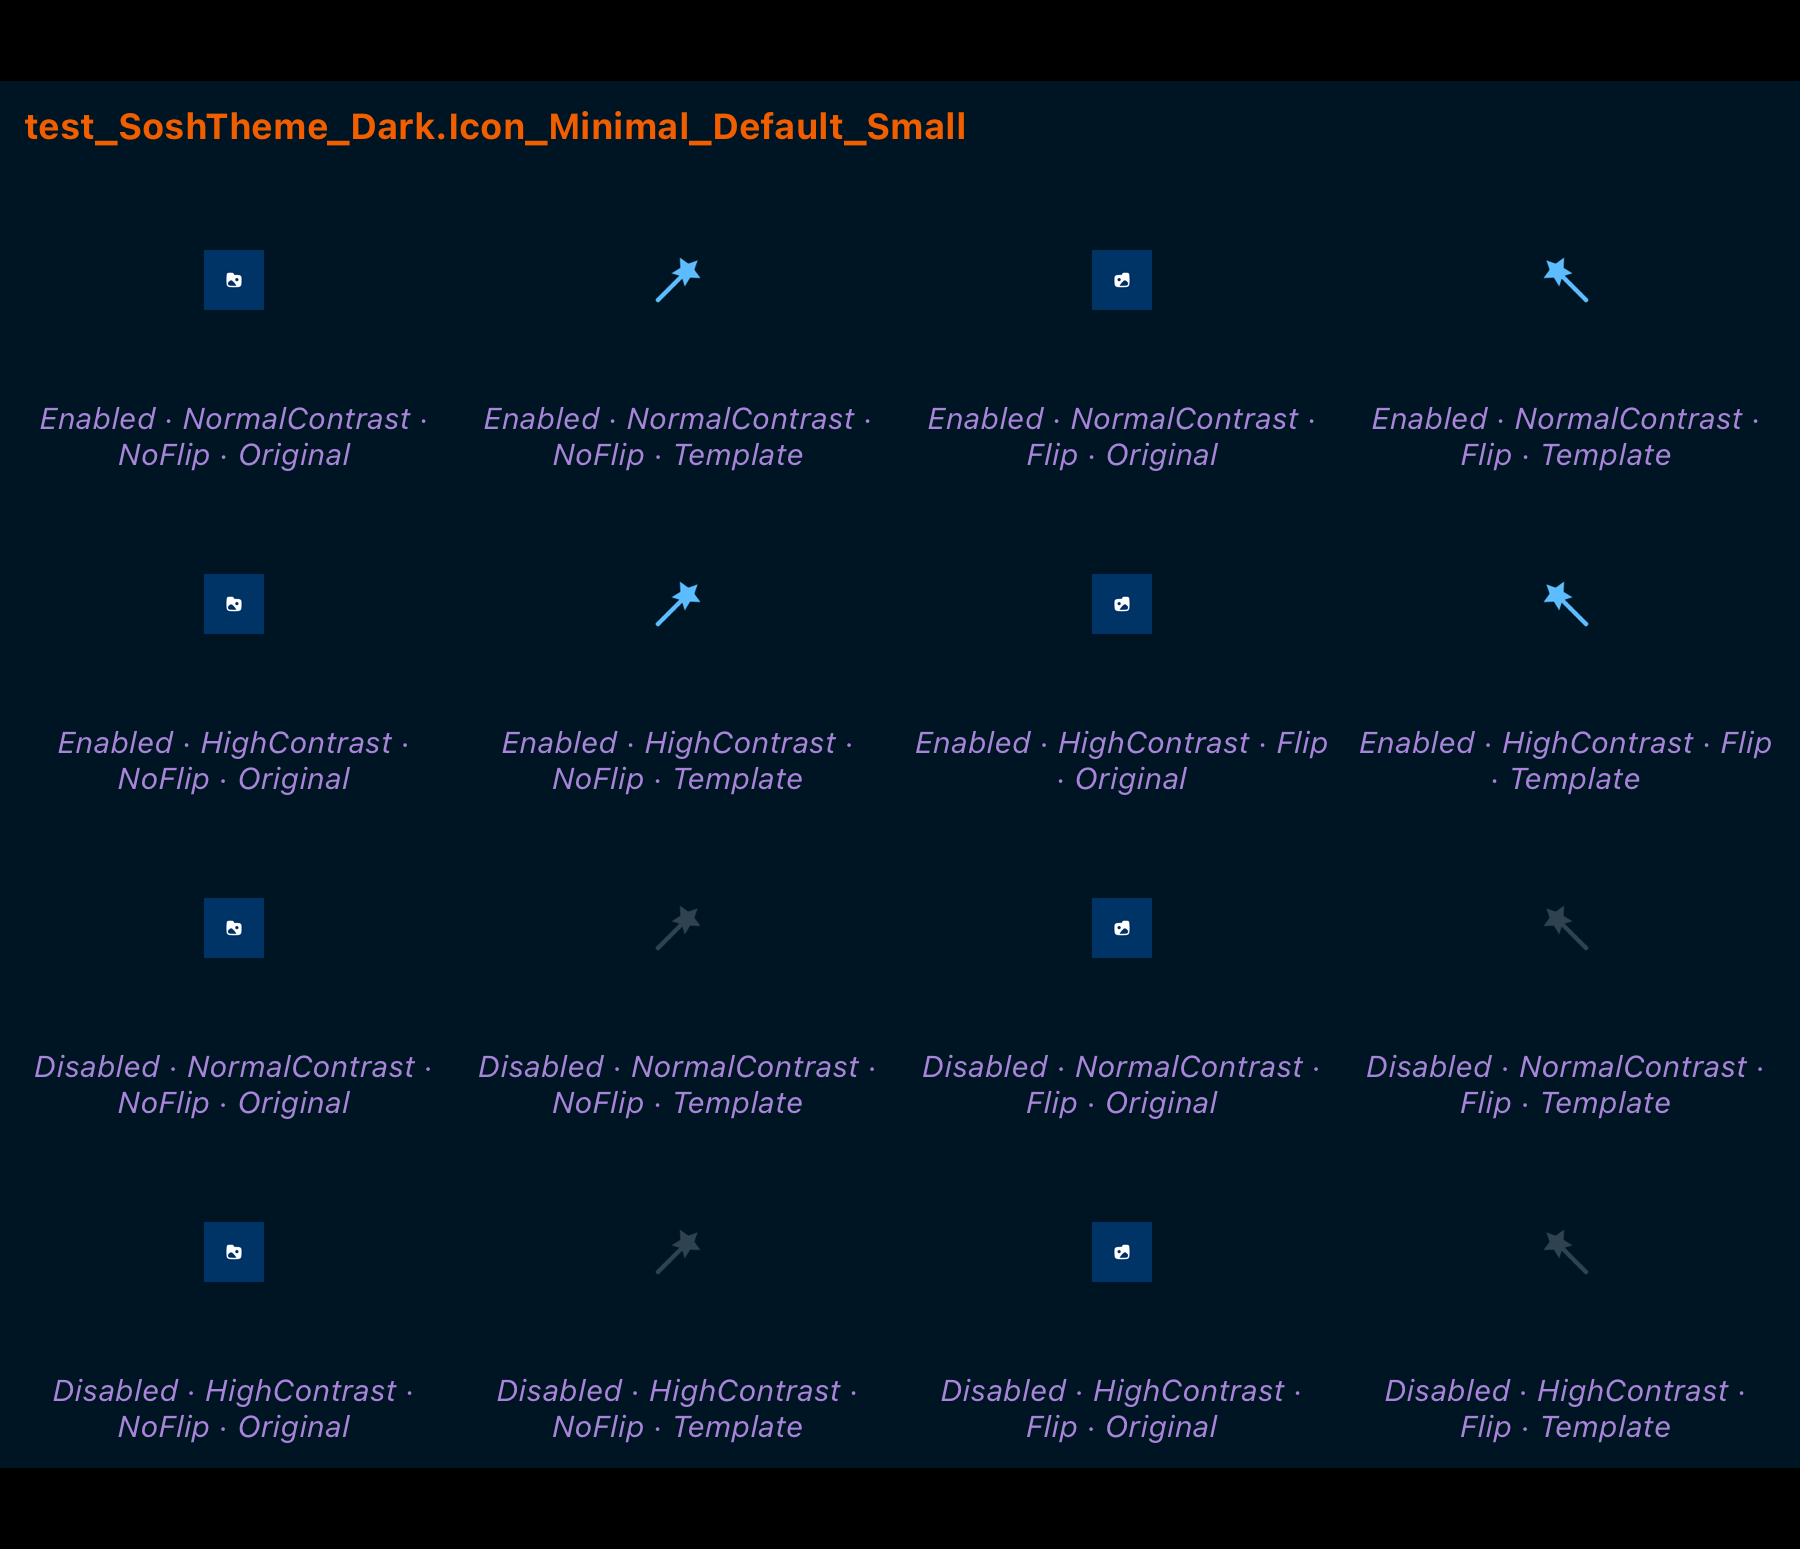 test_SoshTheme_Dark.Icon_Minimal_Default_Small
Enabled · NormalContrast ·
NoFlip · Original
Enabled · NormalContrast ·
NoFlip · Template
Enabled · NormalContrast ·
Flip · Original
Enabled · NormalContrast ·
Flip · Template
Enabled · HighContrast ·
NoFlip · Original
Enabled · HighContrast ·
NoFlip · Template
Enabled · HighContrast · Flip
· Original
Enabled · HighContrast · Flip
· Template
Disabled · NormalContrast ·
NoFlip · Original
Disabled · NormalContrast ·
NoFlip · Template
Disabled · NormalContrast ·
Flip · Original
Disabled · NormalContrast ·
Flip · Template
Disabled · HighContrast ·
NoFlip · Original
Disabled · HighContrast ·
NoFlip · Template
Disabled · HighContrast ·
Flip · Original
Disabled · HighContrast ·
Flip · Template